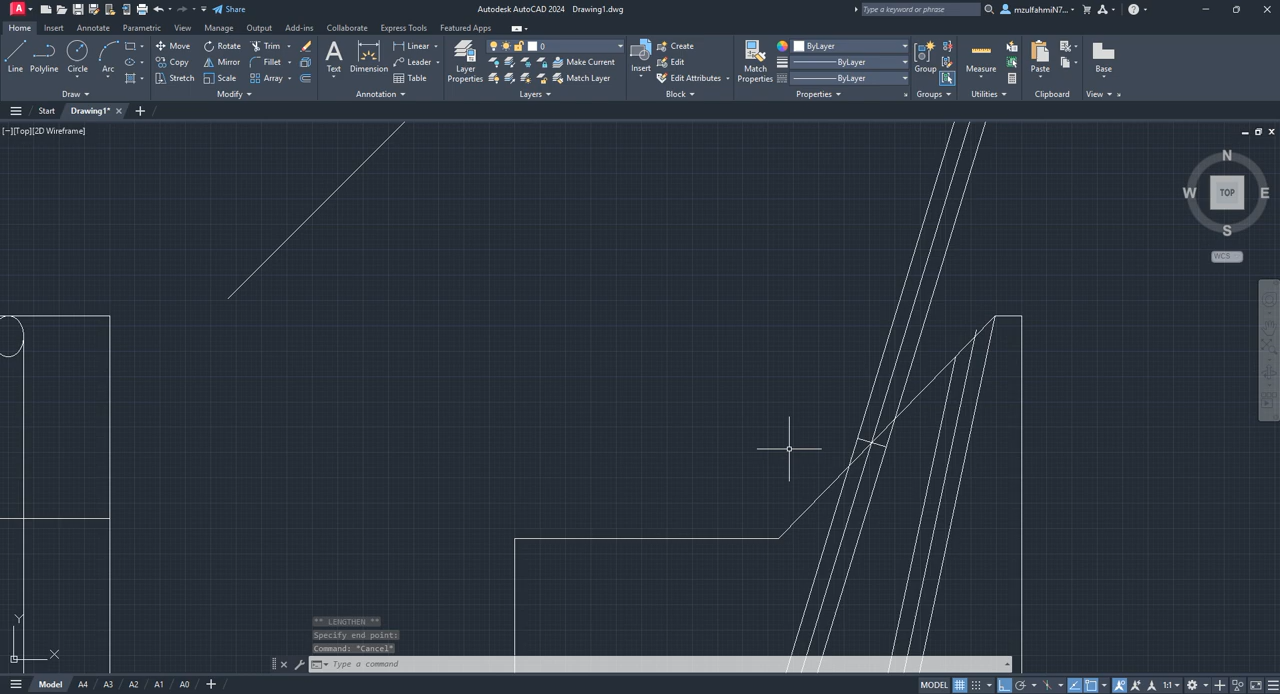 Share
Autodesk AutoCAD 2024 Drawing1.dwg
Type a keyword or phrase
mzulfahmiN7...
Home Insert Annotate Parametric View Manage Output Add-ins Collaborate Express Tools Featured Apps
Line Polyline Circle Arc
Move Rotate Trim
Copy Mirror Fillet
Stretch Scale Array
Text Dimension
Linear
Leader
Table
Layer Properties
0
Make Current
Match Layer
Insert
Create
Edit
Edit Attributes
Match Properties
ByLayer
ByLayer
ByLayer
Group
Measure
Paste
Base
Draw Modify Annotation Layers Block Properties Groups Utilities Clipboard View
Start Drawing1*
[−][Top][2D Wireframe]
N
W TOP E
S
WCS
Y
X
** LENGTHEN **
Specify end point:
Command: *Cancel*
Type a command
Model A4 A3 A2 A1 A0
MODEL 1:1